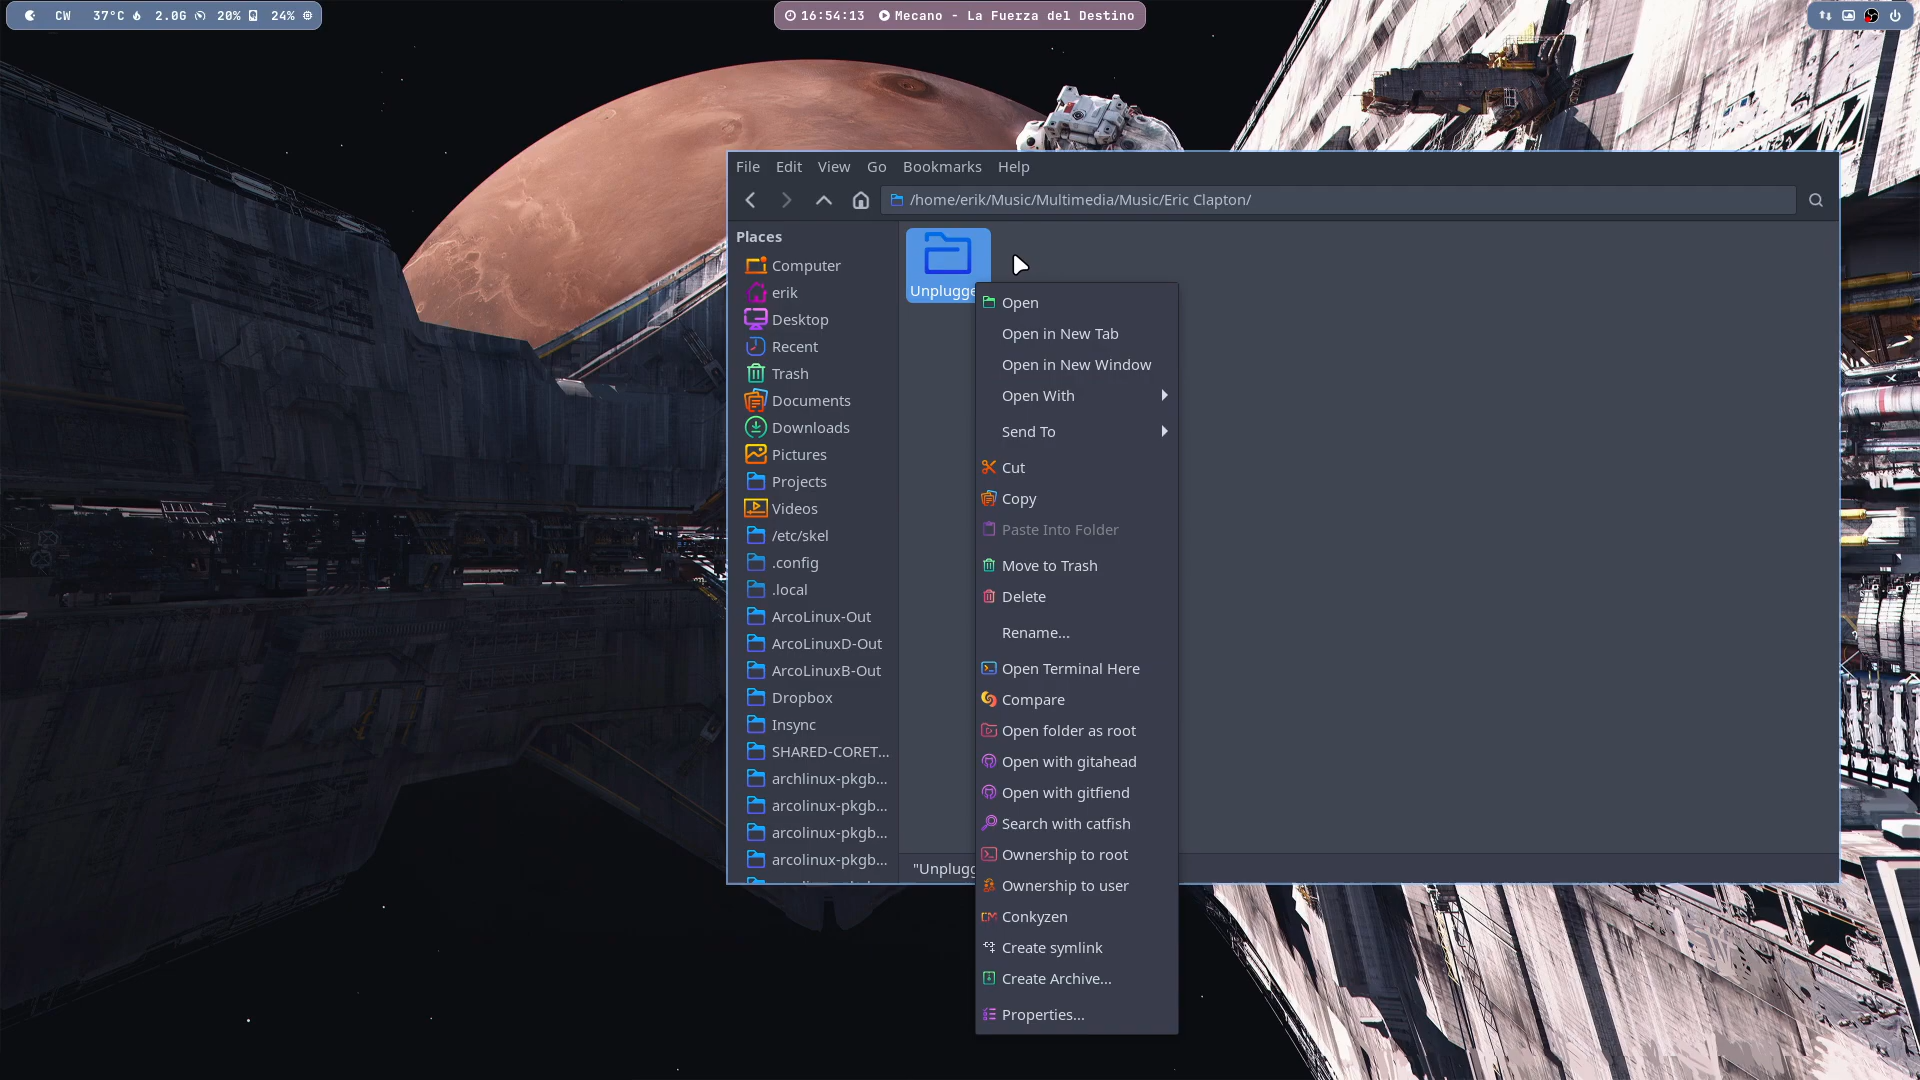 CW 37°C 2.0G 20% 24%
16:54:13 Mecano - La Fuerza del Destino
File Edit View Go Bookmarks Help
/home/erik/Music/Multimedia/Music/Eric Clapton/
Places
Computer
erik
Desktop
Recent
Trash
Documents
Downloads
Pictures
Projects
Videos
/etc/skel
.config
.local
ArcoLinux-Out
ArcoLinuxD-Out
ArcoLinuxB-Out
Dropbox
Insync
SHARED-CORET...
archlinux-pkgb...
arcolinux-pkgb...
arcolinux-pkgb...
arcolinux-pkgb...
Unplugge
Open
Open in New Tab
Open in New Window
Open With
Send To
Cut
Copy
Paste Into Folder
Move to Trash
Delete
Rename...
Open Terminal Here
Compare
Open folder as root
Open with gitahead
Open with gitfiend
Search with catfish
Ownership to root
Ownership to user
Conkyzen
Create symlink
Create Archive...
Properties...
"Unplugg